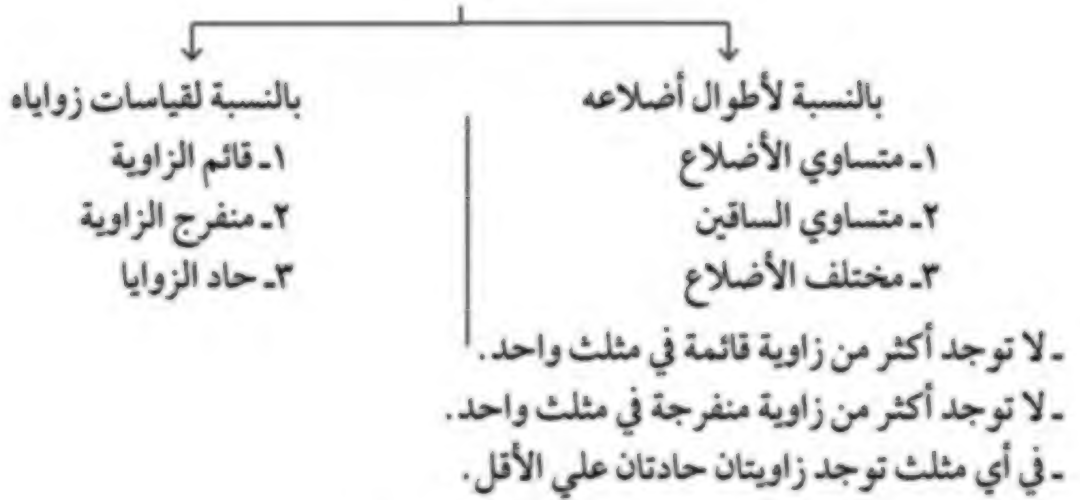 بالنسبة لأطوال أضلاعه
١ـ متساوي الأضلاع
٢ـ متساوي الساقين
٣ـ مختلف الأضلاع
بالنسبة لقياسات زواياه
١ـ قائم الزاوية
٢ـ منفرج الزاوية
٣ـ حاد الزوايا
ـ لا توجد أكثر من زاوية قائمة في مثلث واحد.
ـ لا توجد أكثر من زاوية منفرجة في مثلث واحد.
ـ في أي مثلث توجد زاويتان حادتان علي الأقل.